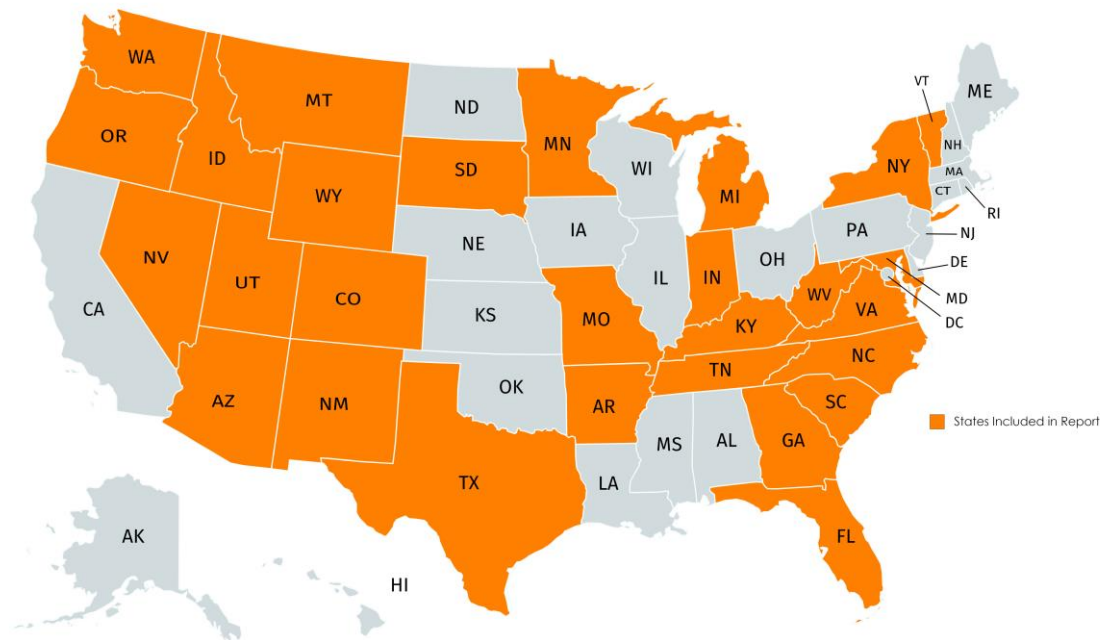 WA
MT
ND
MN
VT
ME
OR
ID
SD
WI
NY
NH
MA
CT
RI
WY
MI
NV
NE
IA
PA
NJ
UT
CO
IL
IN
OH
DE
CA
KS
MO
WV
VA
MD
KY
DC
AZ
NM
OK
TN
NC
AR
SC
MS
AL
GA
States Included in Report
TX
LA
AK
FL
HI